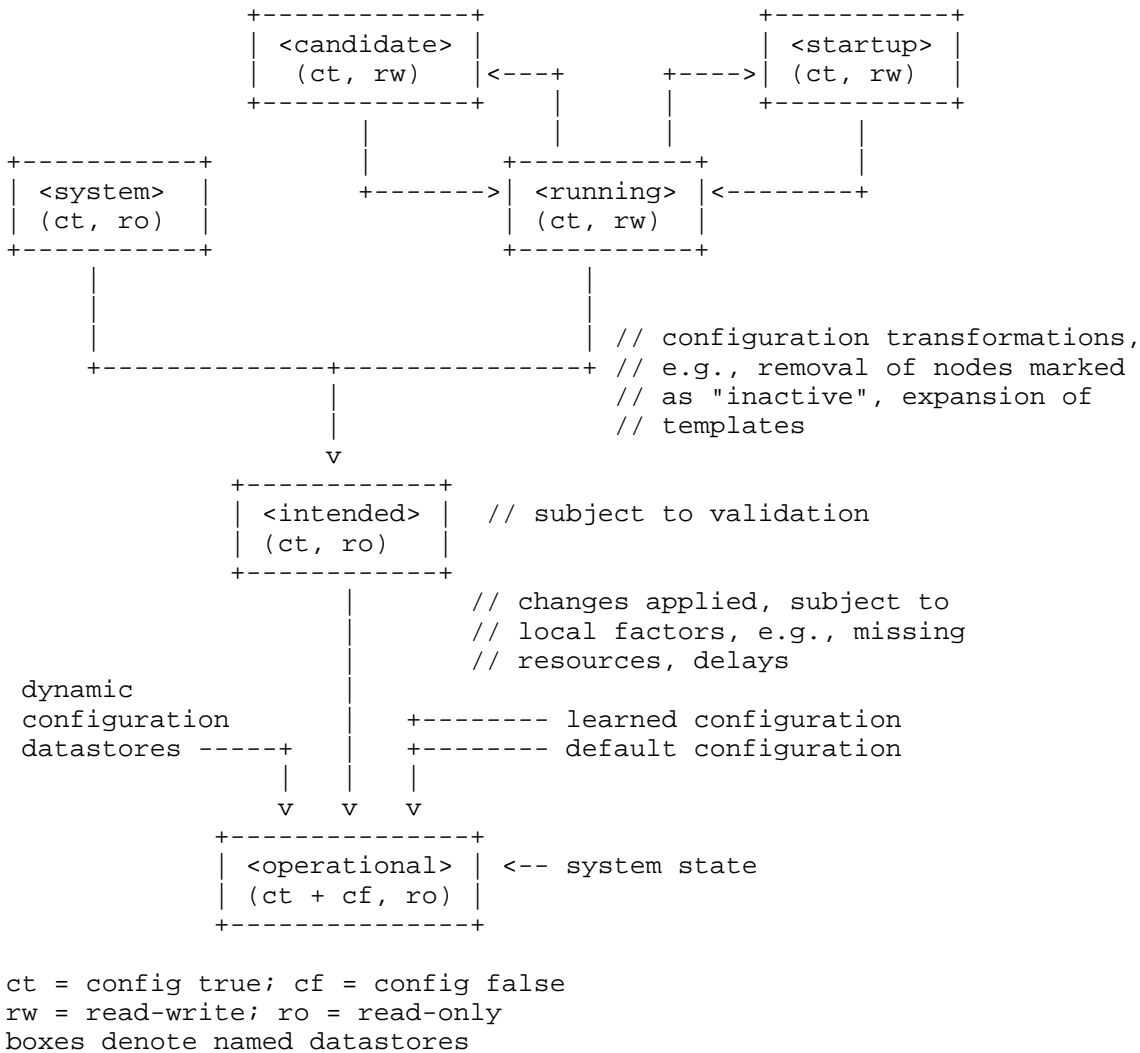 <candidate> <startup>
(ct, rw) (ct, rw)
<system> <running>
(ct, ro) (ct, rw)
// configuration transformations,
// e.g., removal of nodes marked
// as "inactive", expansion of
// templates
<intended> // subject to validation
(ct, ro)
// changes applied, subject to
// local factors, e.g., missing
// resources, delays
dynamic
configuration learned configuration
datastores default configuration
<operational> <-- system state
(ct + cf, ro)
ct = config true; cf = config false
rw = read-write; ro = read-only
boxes denote named datastores